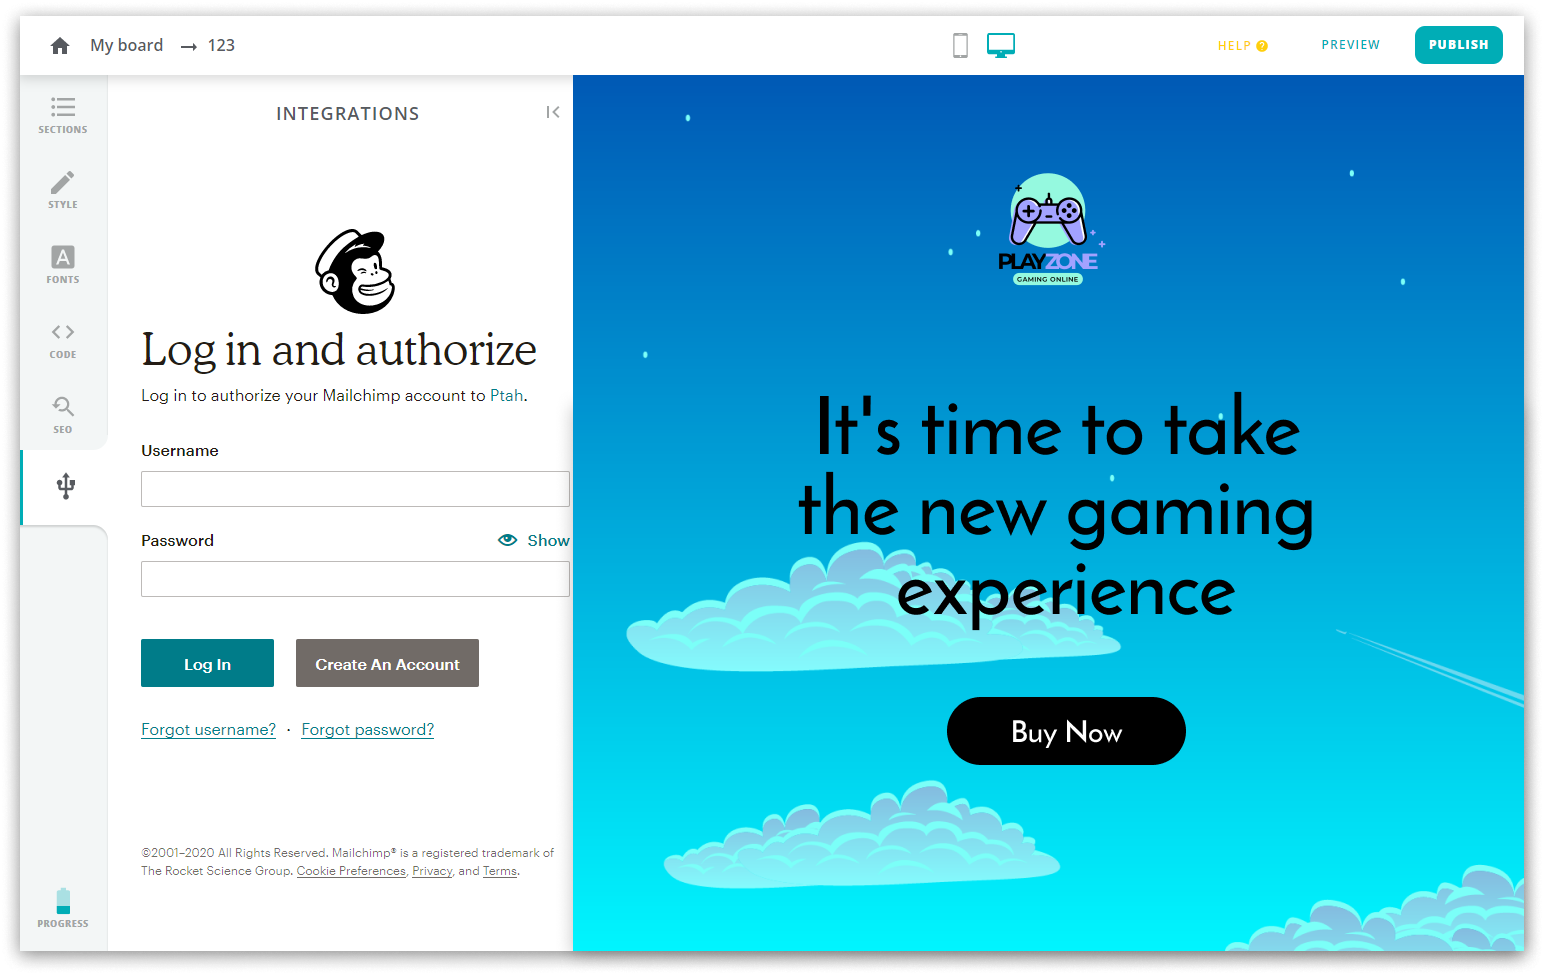 My board → 123
HELP ?
PREVIEW
PUBLISH
SECTIONS
STYLE
A
FONTS
CODE
SEO
PROGRESS
INTEGRATIONS
Log in and authorize
Log in to authorize your Mailchimp account to Ptah.
Username
Password
Show
Log In
Create An Account
Forgot username? · Forgot password?
©2001–2020 All Rights Reserved. Mailchimp® is a registered trademark of
The Rocket Science Group. Cookie Preferences, Privacy, and Terms.
PLAYZONE
GAMING ONLINE
It's time to take
the new gaming
experience
Buy Now